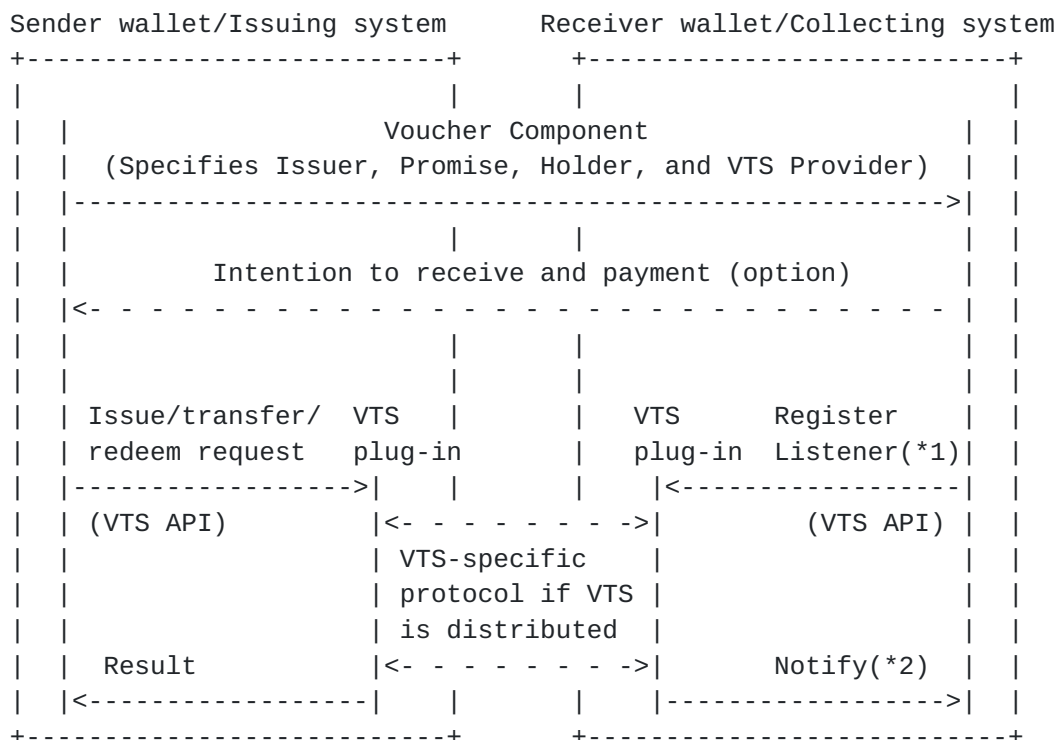 Sender wallet/Issuing system      Receiver wallet/Collecting system
+---------------------------+       +---------------------------+
|                           |       |                           |
|  |                    Voucher Component                    |  |
|  |  (Specifies Issuer, Promise, Holder, and VTS Provider)  |  |
|  |-------------------------------------------------------->|  |
|  |                        |       |                        |  |
|  |         Intention to receive and payment (option)       |  |
|  |<- - - - - - - - - - - - - - - - - - - - - - - - - - - - |  |
|  |                        |       |                        |  |
|  |                        |       |                        |  |
|  | Issue/transfer/  VTS   |       |   VTS      Register    |  |
|  | redeem request   plug-in       |   plug-in  Listener(*1)|  |
|  |------------------>|    |       |    |<------------------|  |
|  | (VTS API)         |<- - - - - - - ->|         (VTS API) |  |
|  |                   | VTS-specific    |                   |  |
|  |                   | protocol if VTS |                   |  |
|  |                   | is distributed  |                   |  |
|  |  Result           |<- - - - - - - ->|       Notify(*2)  |  |
|  |<------------------|    |       |    |------------------>|  |
+---------------------------+       +---------------------------+